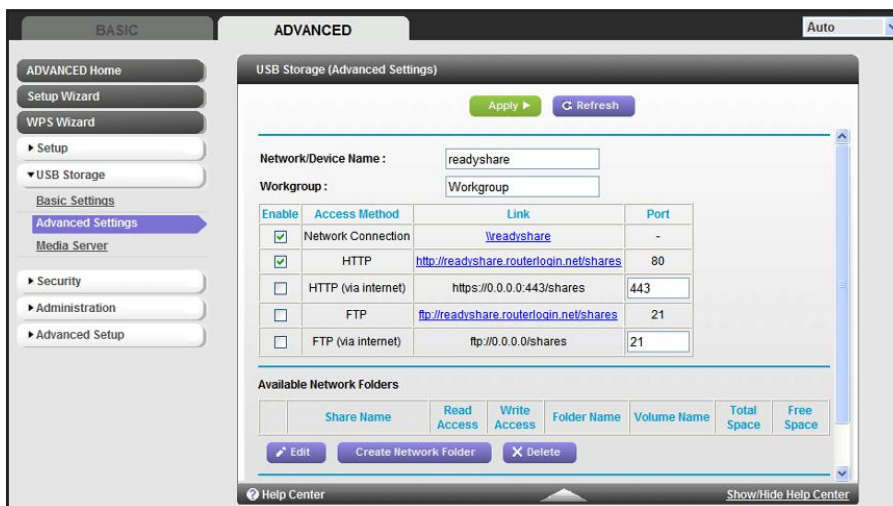 BASIC
ADVANCED
Auto
ADVANCED Home
Setup Wizard
WPS Wizard
Setup
USB Storage
Basic Settings
Advanced Settings
Media Server
Security
Administration
Advanced Setup
USB Storage (Advanced Settings)
Apply
Refresh
Network/Device Name : readyshare
Workgroup : Workgroup
Enable Access Method Link Port
Network Connection \\readyshare -
HTTP http://readyshare.routerlogin.net/shares 80
HTTP (via internet) https://0.0.0.0:443/shares 443
FTP ftp://readyshare.routerlogin.net/shares 21
FTP (via internet) ftp://0.0.0.0/shares 21
Available Network Folders
Share Name Read Access Write Access Folder Name Volume Name Total Space Free Space
Edit Create Network Folder X Delete
? Help Center Show/Hide Help Center